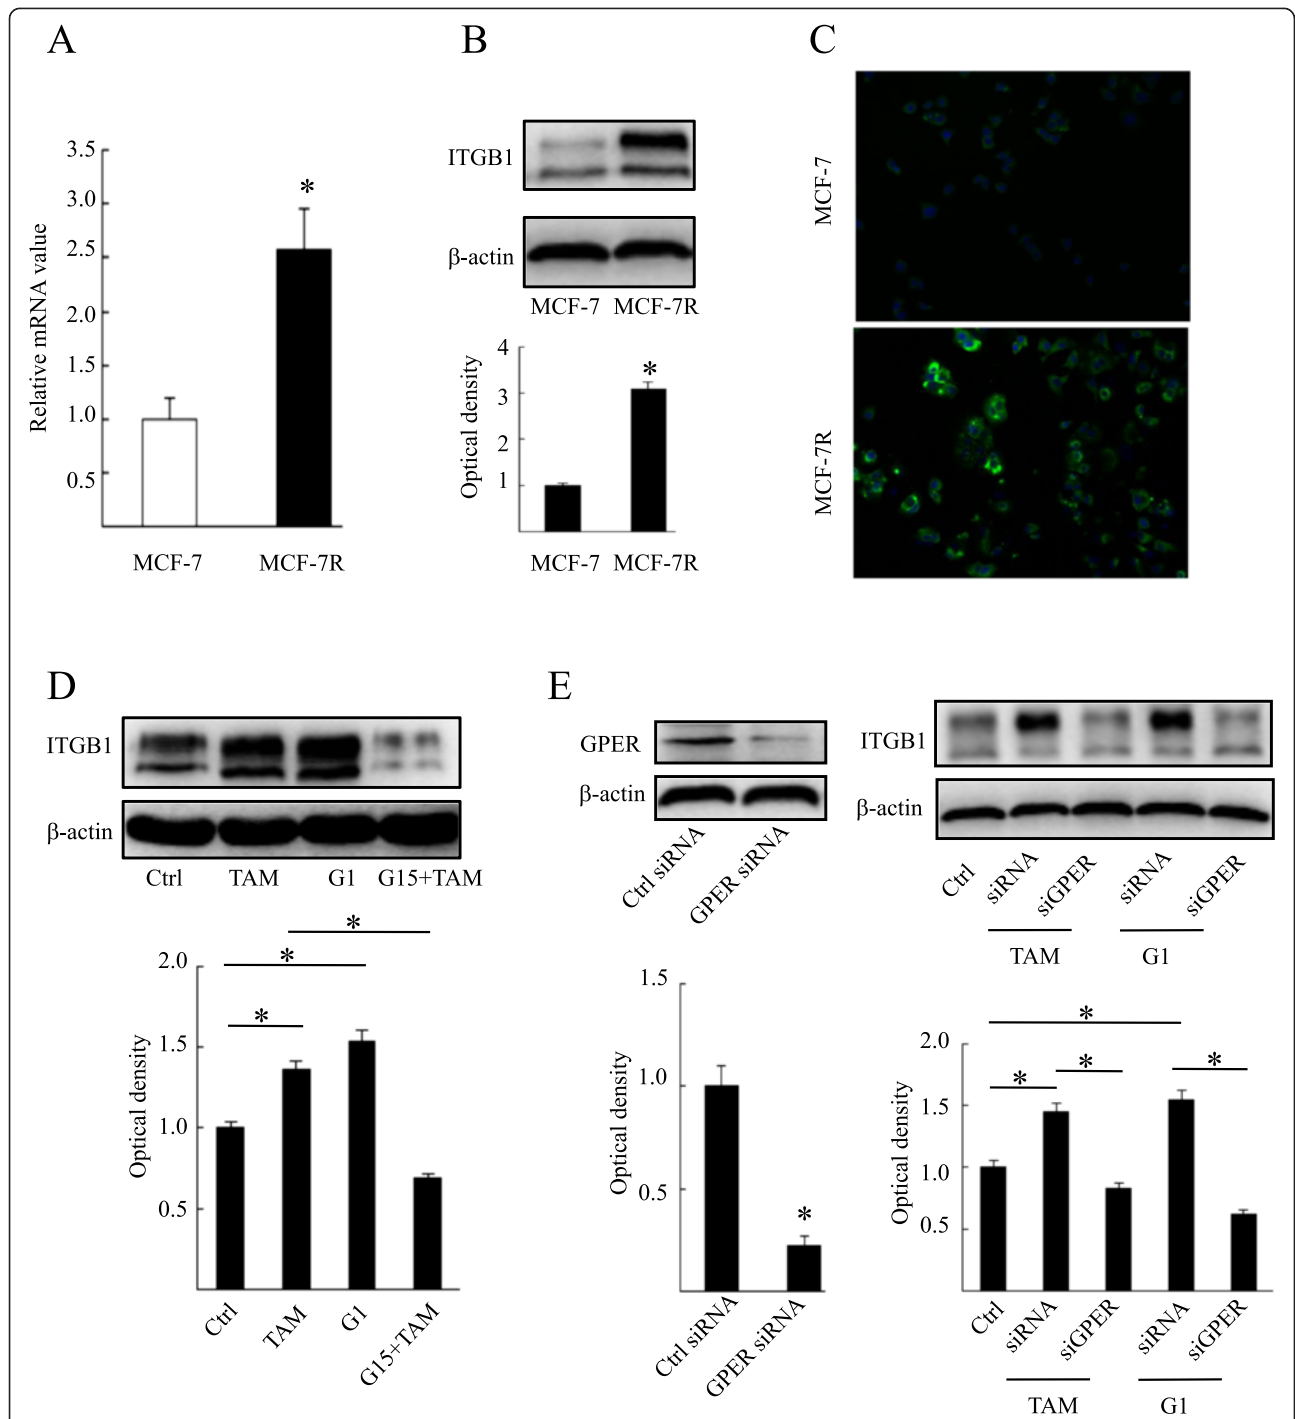 A
B
C
3.5
3.0
2.5
2.0
1.5
1.0
0.5
Relative mRNA value
*
MCF-7
MCF-7R
ITGB1
β-actin
MCF-7
MCF-7R
4
3
2
1
Optical density
*
MCF-7
MCF-7R
MCF-7
MCF-7R
D
ITGB1
β-actin
Ctrl
TAM
G1
G15+TAM
*
*
*
2.0
1.5
1.0
0.5
Optical density
Ctrl
TAM
G1
G15+TAM
E
GPER
β-actin
Ctrl siRNA
GPER siRNA
1.5
1.0
0.5
Optical density
*
Ctrl siRNA
GPER siRNA
ITGB1
β-actin
Ctrl
siRNA
siGPER
siRNA
siGPER
TAM
G1
*
*
*
*
2.0
1.5
1.0
0.5
Optical density
Ctrl
siRNA
siGPER
siRNA
siGPER
TAM
G1